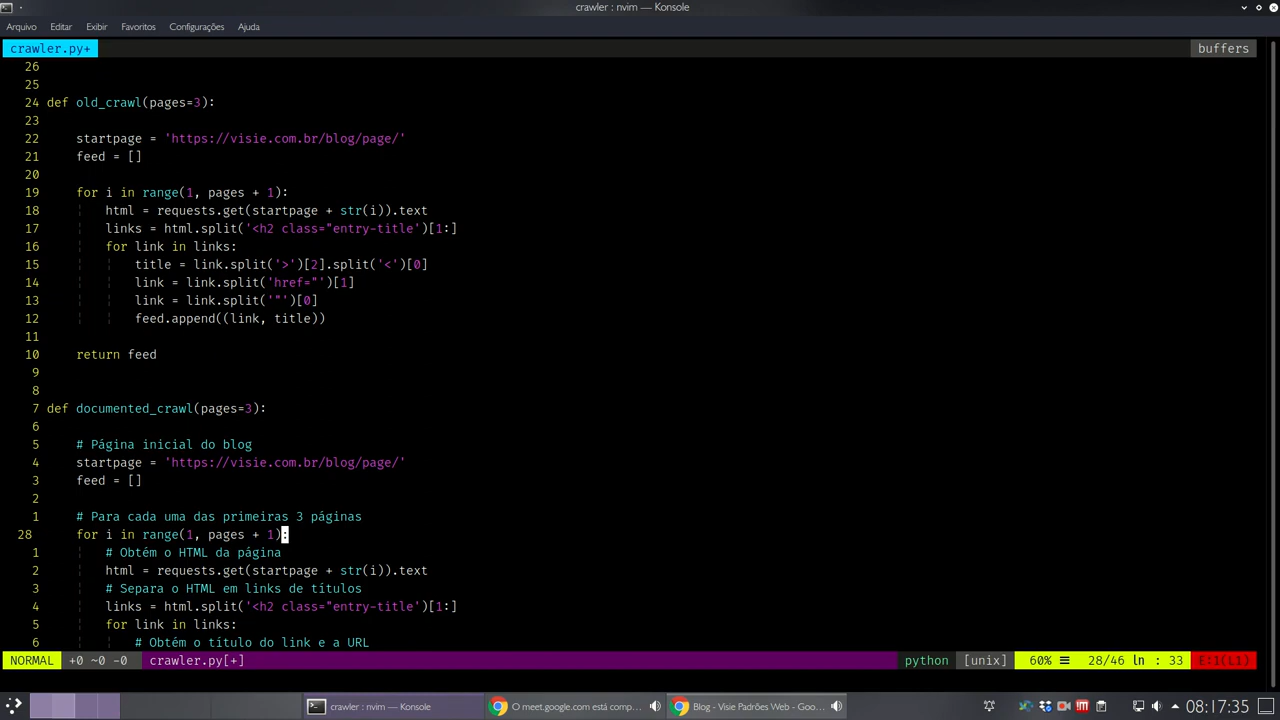 crawler : nvim — Konsole
Arquivo Editar Exibir Favoritos Configurações Ajuda
crawler.py+ buffers
26
25
24 def old_crawl(pages=3):
23
22 startpage = 'https://visie.com.br/blog/page/'
21 feed = []
20
19 for i in range(1, pages + 1):
18 html = requests.get(startpage + str(i)).text
17 links = html.split('<h2 class="entry-title')[1:]
16 for link in links:
15 title = link.split('>')[2].split('<')[0]
14 link = link.split('href="')[1]
13 link = link.split('"')[0]
12 feed.append((link, title))
11
10 return feed
9
8
7 def documented_crawl(pages=3):
6
5 # Página inicial do blog
4 startpage = 'https://visie.com.br/blog/page/'
3 feed = []
2
1 # Para cada uma das primeiras 3 páginas
28 for i in range(1, pages + 1):
1 # Obtém o HTML da página
2 html = requests.get(startpage + str(i)).text
3 # Separa o HTML em links de títulos
4 links = html.split('<h2 class="entry-title')[1:]
5 for link in links:
6 # Obtém o título do link e a URL
NORMAL +0 ~0 -0 crawler.py[+] python [unix] 60% ☰ 28/46 ln : 33 E:1(L1)
crawler : nvim — Konsole O meet.google.com está comp... Blog - Visie Padrões Web - Goo... 08:17:35